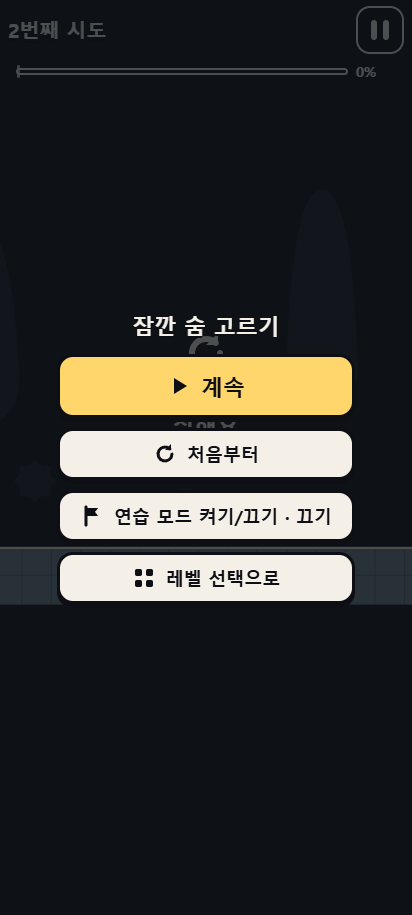 2번째 시도
0%
잠깐 숨 고르기
계속
처음부터
연습 모드 켜기/끄기 · 끄기
레벨 선택으로